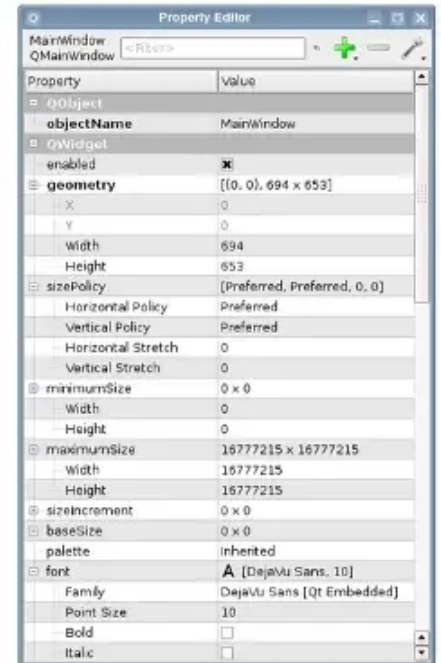 Property Editor
MainWindow
QMainWindow
<Filter>
Property Value
QObject
objectName MainWindow
QWidget
enabled
geometry [(0, 0), 694 x 653]
X 0
Y 0
Width 694
Height 653
sizePolicy [Preferred, Preferred, 0, 0]
Horizontal Policy Preferred
Vertical Policy Preferred
Horizontal Stretch 0
Vertical Stretch 0
minimumSize 0 x 0
Width 0
Height 0
maximumSize 16777215 x 16777215
Width 16777215
Height 16777215
sizeIncrement 0 x 0
baseSize 0 x 0
palette Inherited
font A [DejaVu Sans, 10]
Family DejaVu Sans [Qt Embedded]
Point Size 10
Bold
Italic